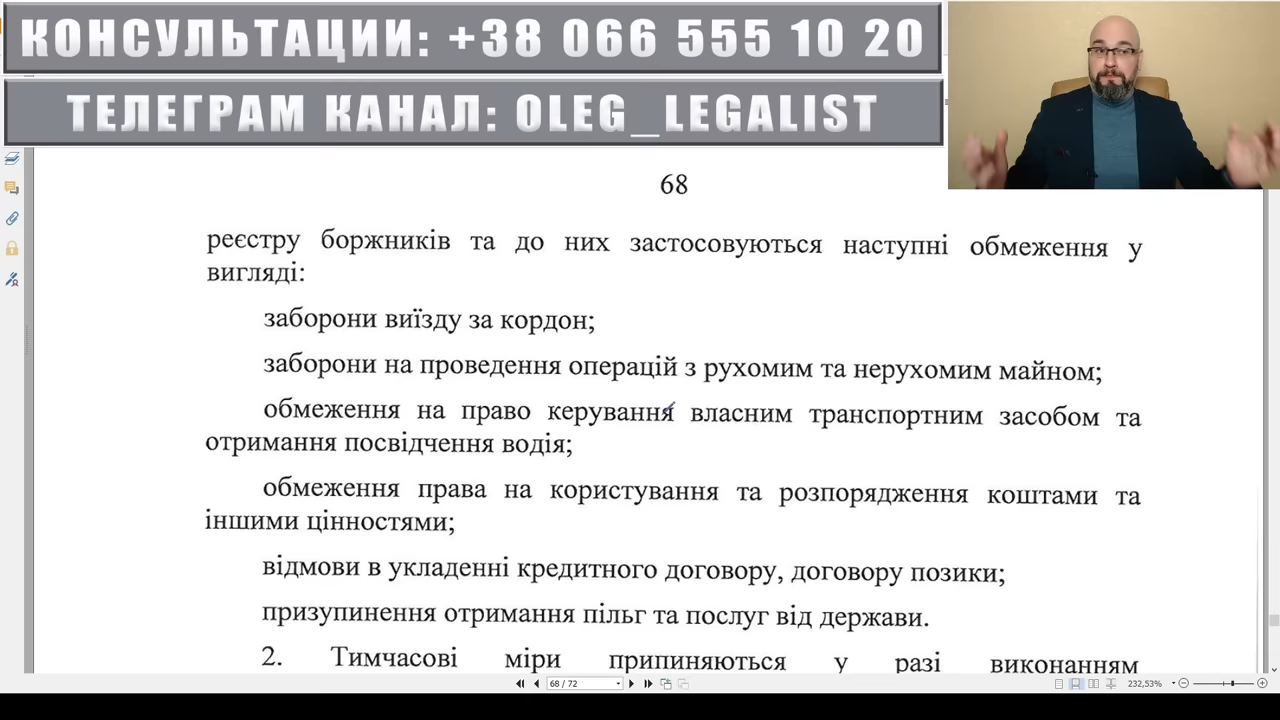 КОНСУЛЬТАЦИИ: +38 066 555 10 20
ТЕЛЕГРАМ КАНАЛ: OLEG_LEGALIST
68
реєстру боржників та до них застосовуються наступні обмеження у
вигляді:
заборони виїзду за кордон;
заборони на проведення операцій з рухомим та нерухомим майном;
обмеження на право керування власним транспортним засобом та
отримання посвідчення водія;
обмеження права на користування та розпорядження коштами та
іншими цінностями;
відмови в укладенні кредитного договору, договору позики;
призупинення отримання пільг та послуг від держави.
2. Тимчасові міри припиняються у разі виконанням
68 / 72
232,53%